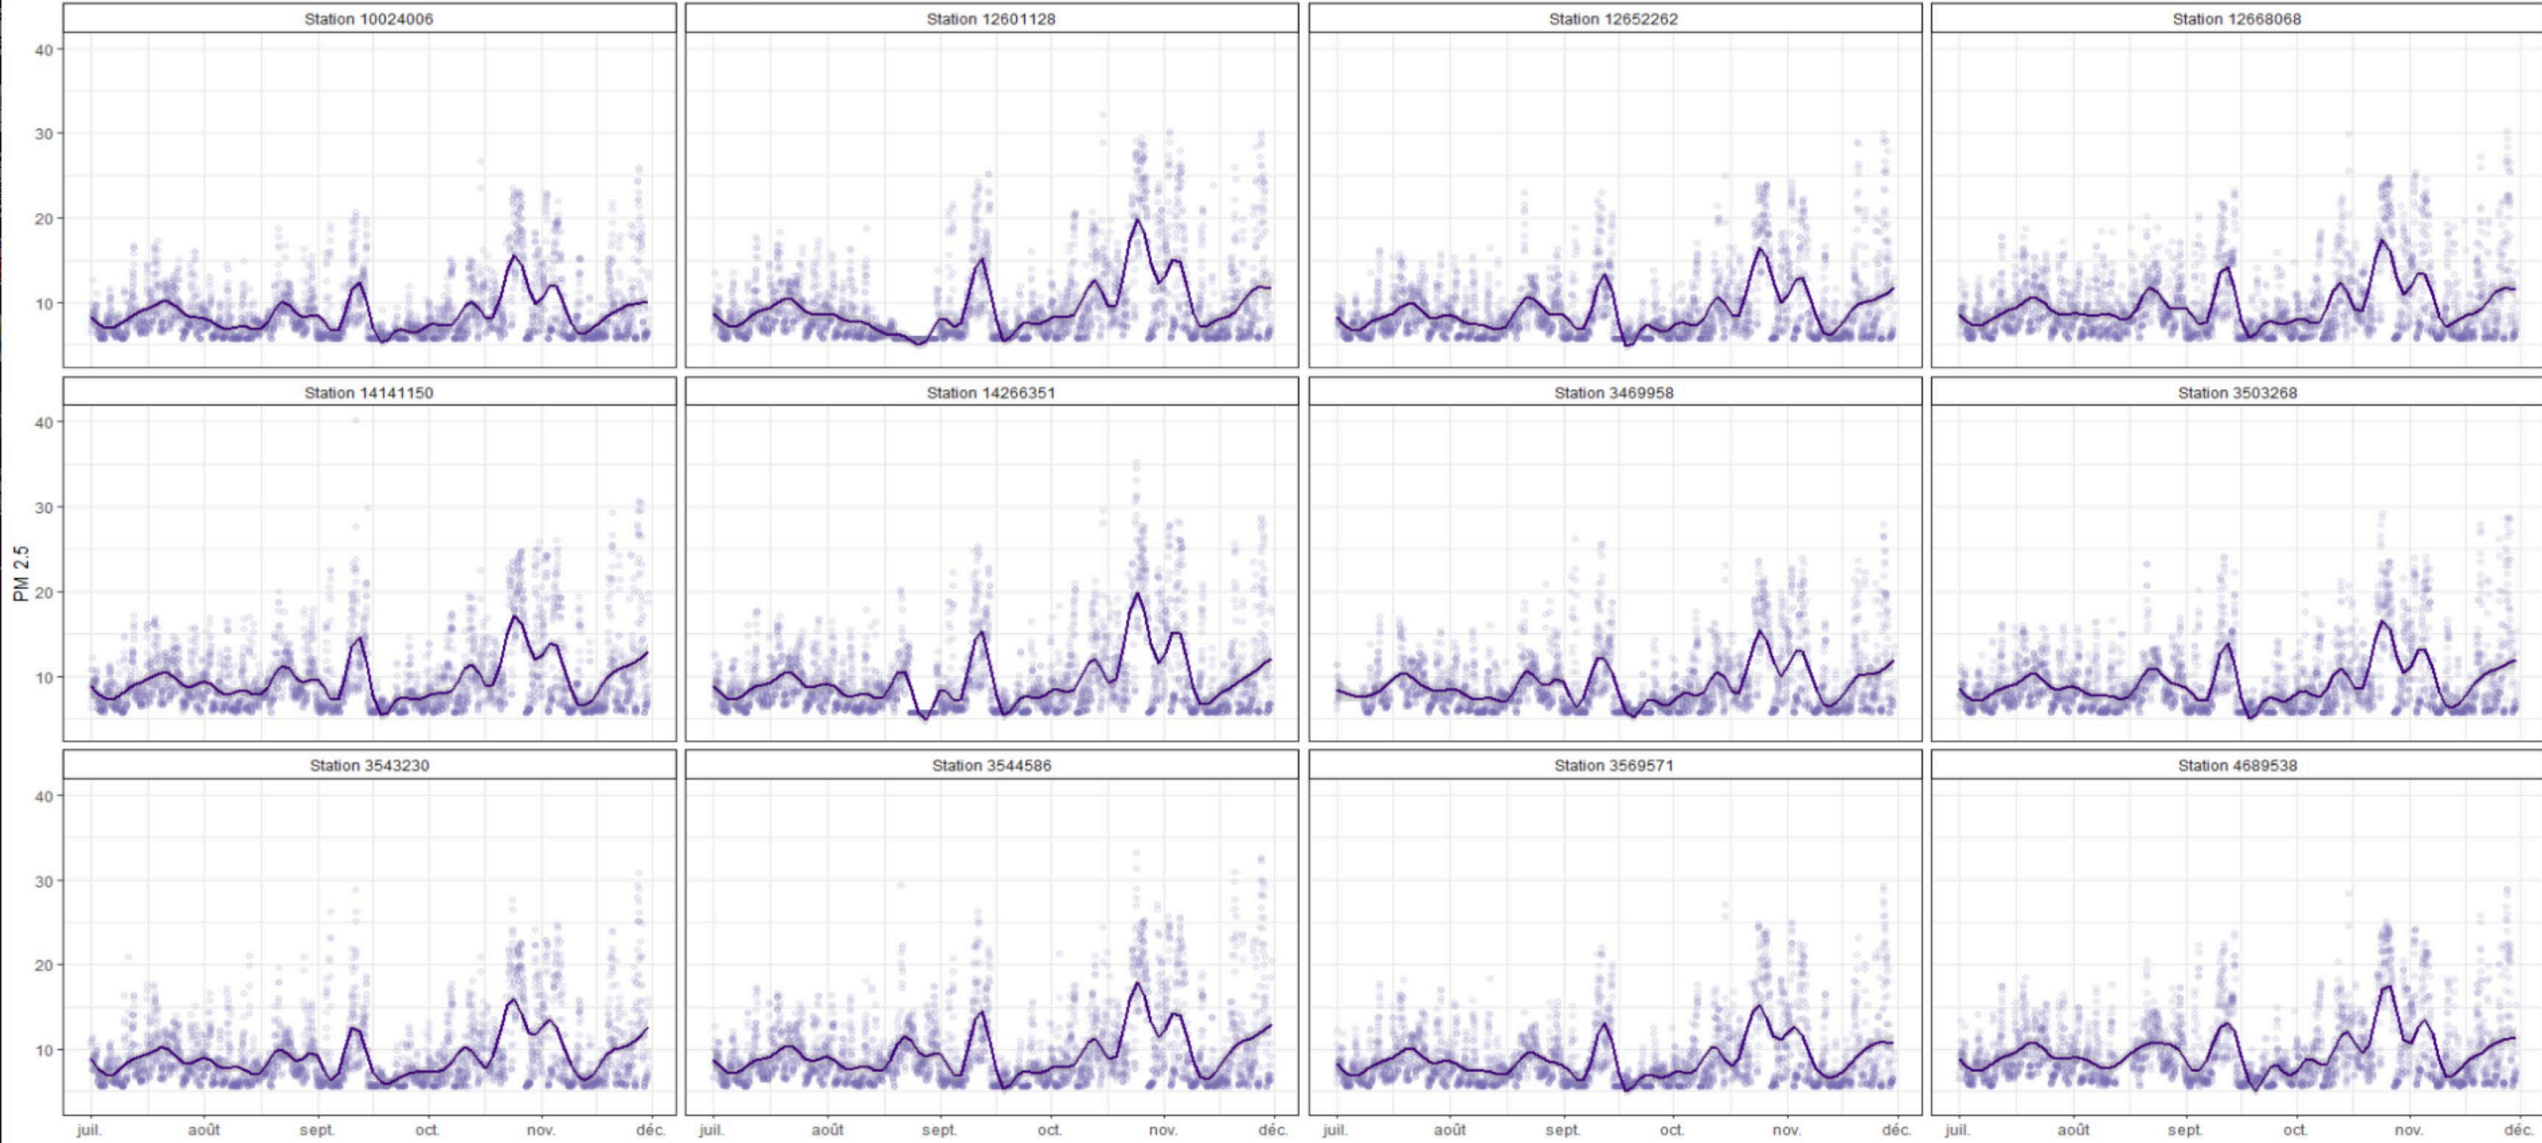 Station 10024006 Station 12601128 Station 12652262 Station 12668068
40
30
20
10
Station 14141150 Station 14266351 Station 3469958 Station 3503268
40
30
20
10
PM 2.5
Station 3543230 Station 3544586 Station 3569571 Station 4689538
40
30
20
10
juil. août sept. oct. nov. déc. juil. août sept. oct. nov. déc. juil. août sept. oct. nov. déc. juil. août sept. oct. nov. déc.